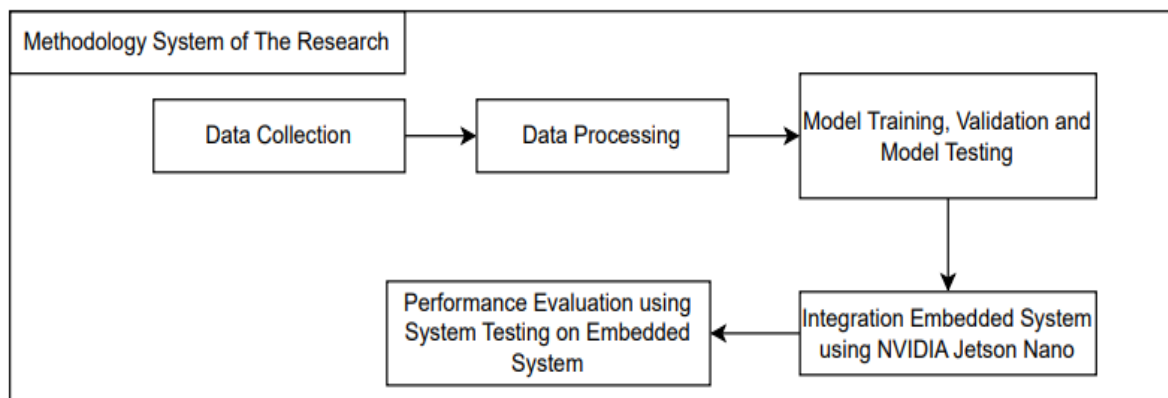 Methodology System of The Research
Data Collection
Data Processing
Model Training, Validation and
Model Testing
Integration Embedded System
using NVIDIA Jetson Nano
Performance Evaluation using
System Testing on Embedded
System